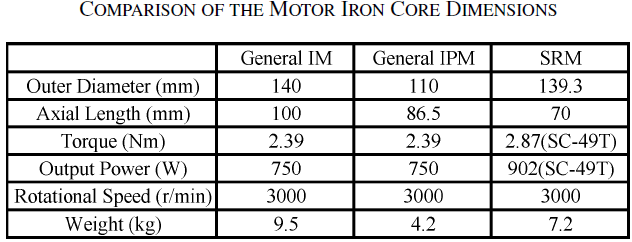 COMPARISON OF THE MOTOR IRON CORE DIMENSIONS
General IM General IPM SRM
Outer Diameter (mm) 140 110 139.3
Axial Length (mm) 100 86.5 70
Torque (Nm) 2.39 2.39 2.87(SC-49T)
Output Power (W) 750 750 902(SC-49T)
Rotational Speed (r/min) 3000 3000 3000
Weight (kg) 9.5 4.2 7.2